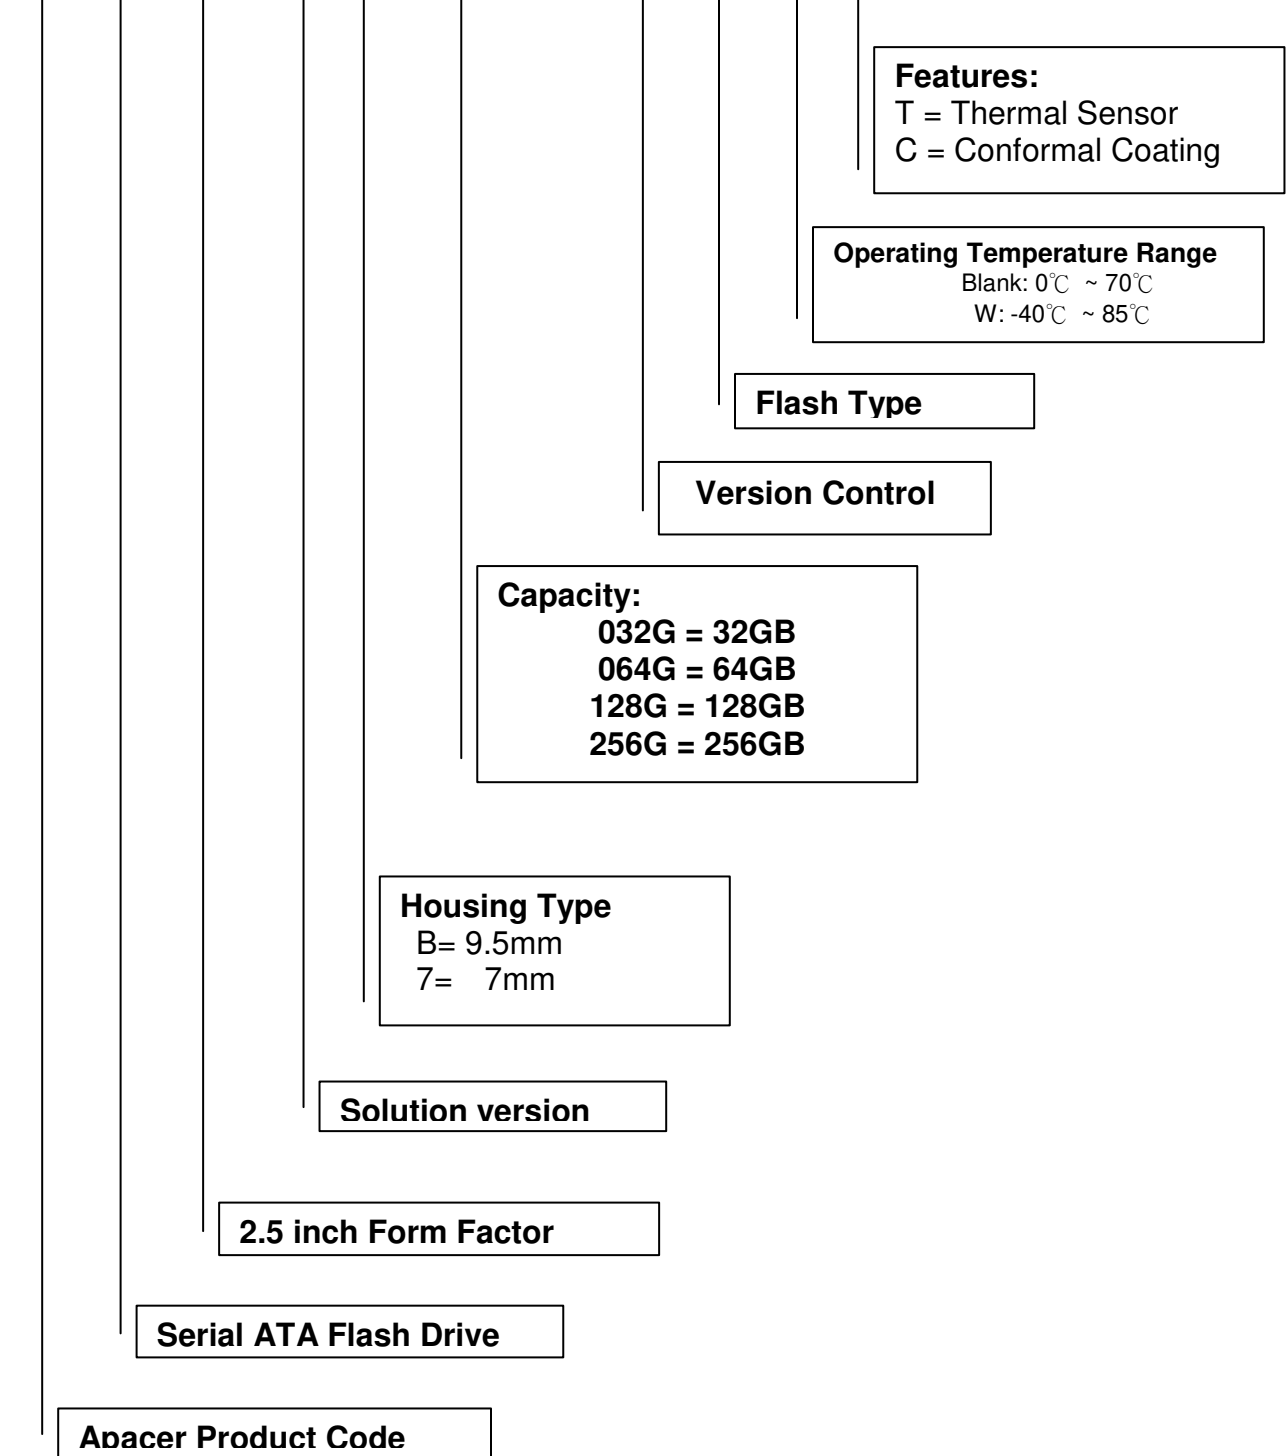 Features:
T = Thermal Sensor
C = Conformal Coating
Operating Temperature Range
Blank: 0℃ ~ 70℃
W: -40℃ ~ 85℃
Flash Type
Version Control
Capacity:
032G = 32GB
064G = 64GB
128G = 128GB
256G = 256GB
Housing Type
B= 9.5mm
7= 7mm
Solution version
2.5 inch Form Factor
Serial ATA Flash Drive
Apacer Product Code